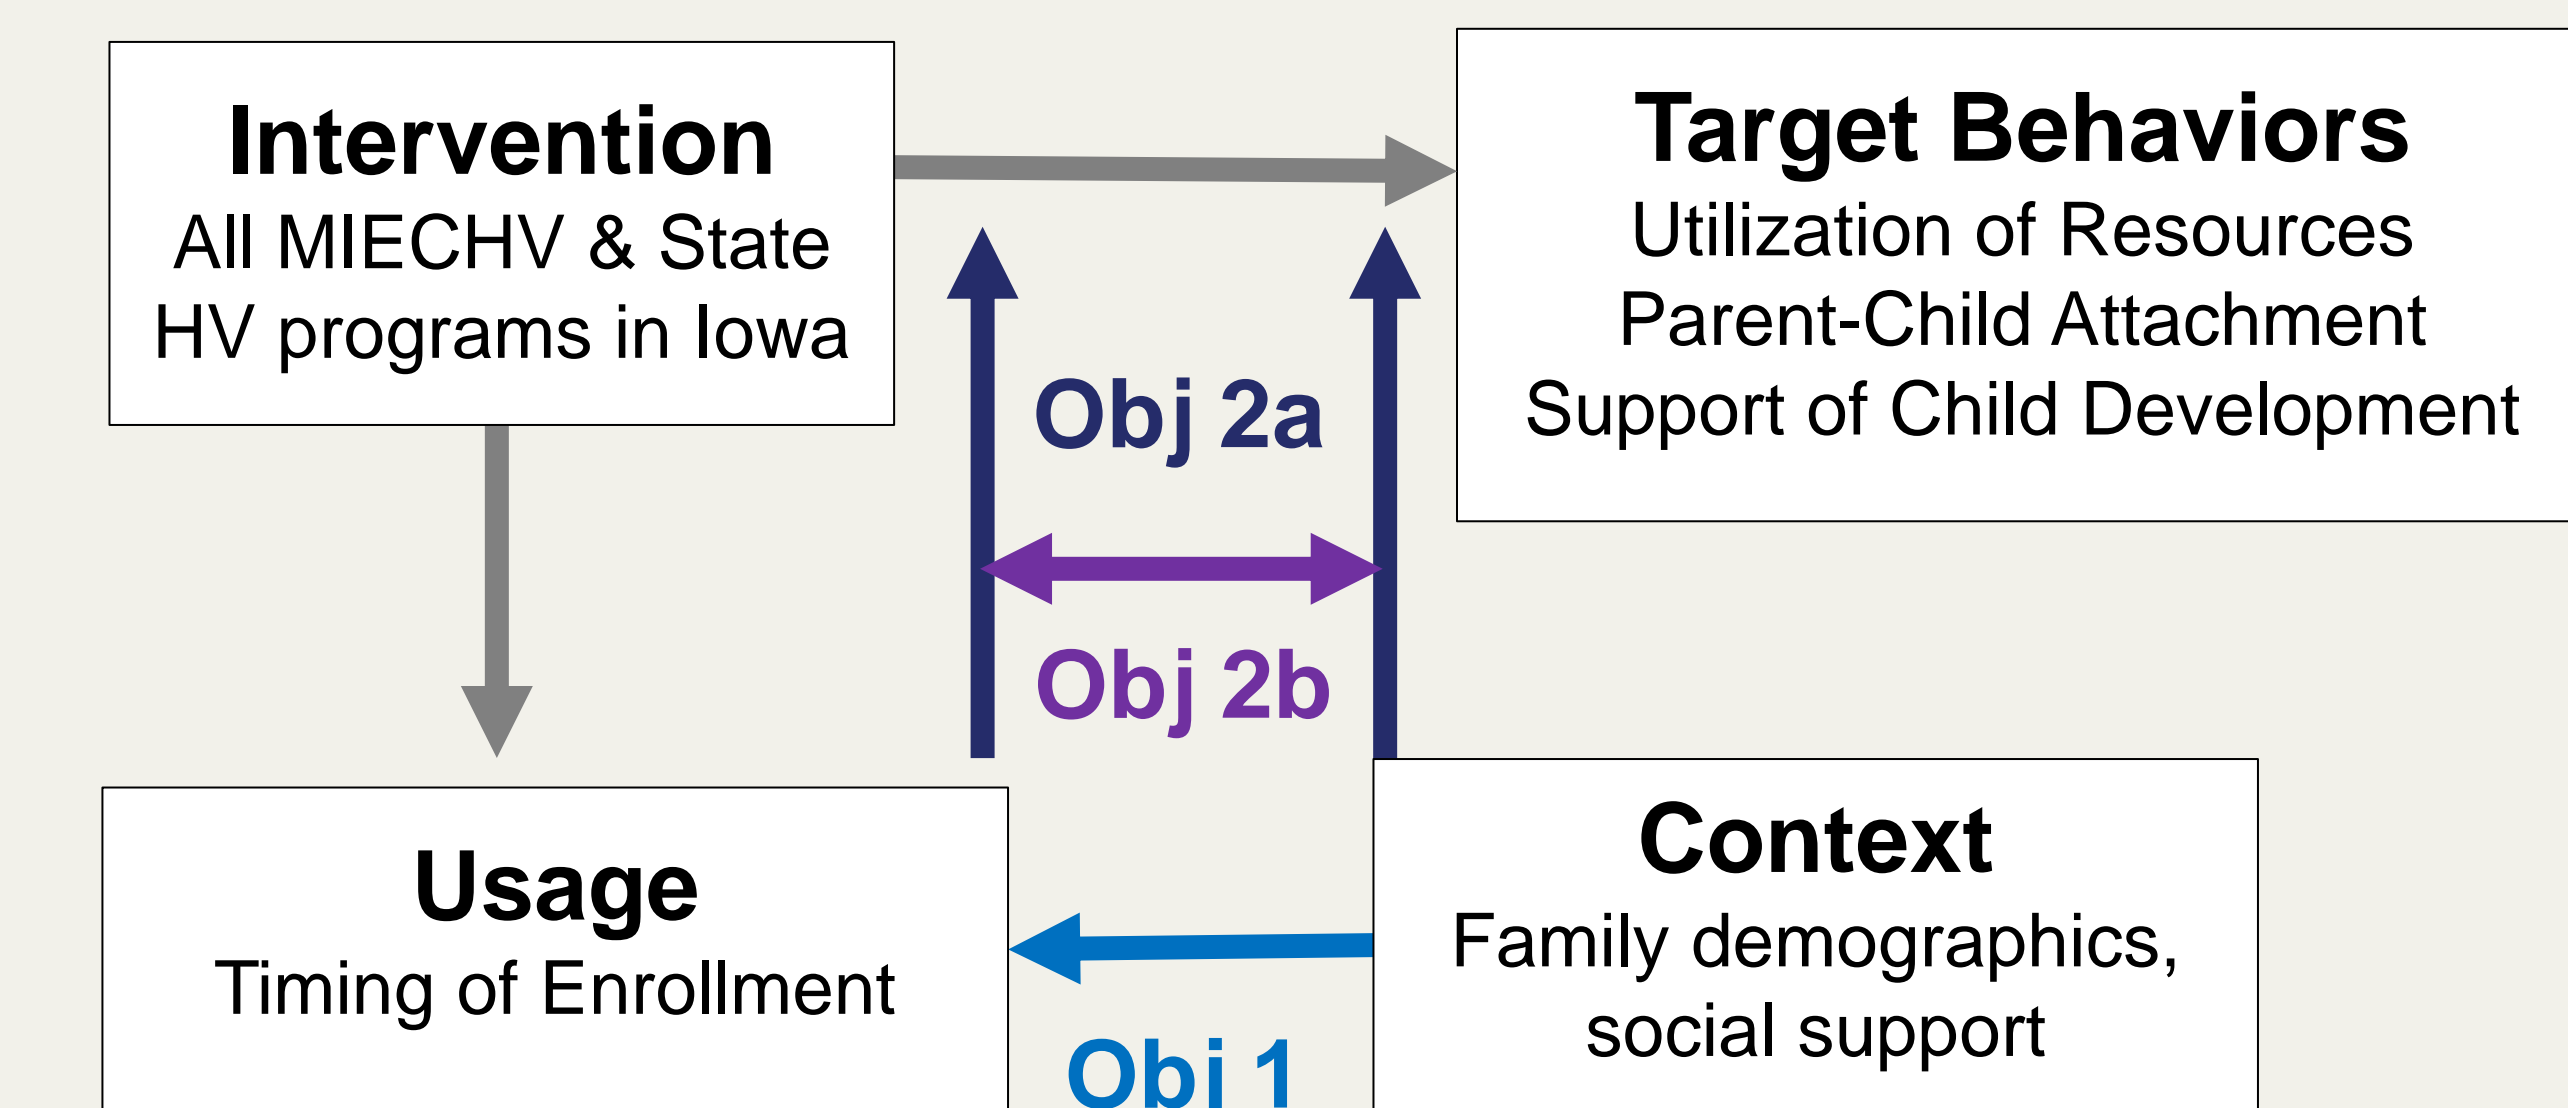 Intervention
All MIECHV & State
HV programs in Iowa
Target Behaviors
Utilization of Resources
Parent-Child Attachment
Support of Child Development
Obj 2a
Obj 2b
Usage
Timing of Enrollment
Context
Family demographics,
social support
Obj 1